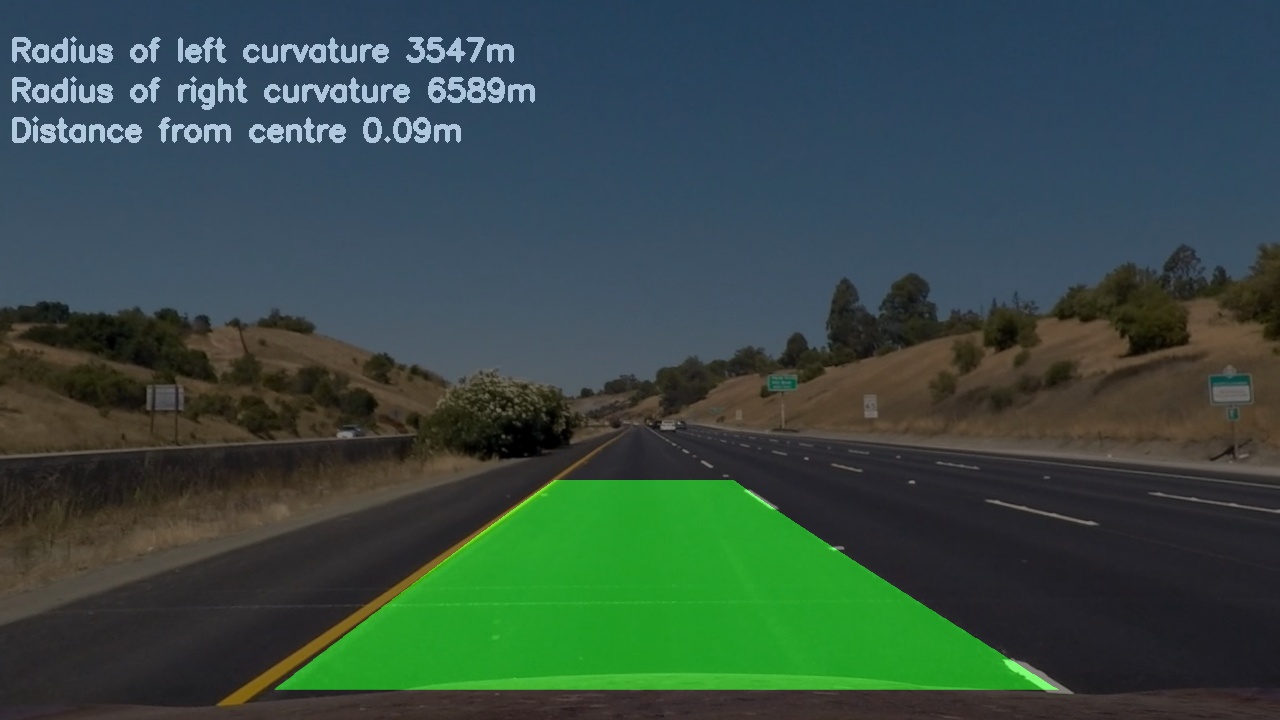 Radius of left curvature 3547m
Radius of right curvature 6589m
Distance from centre 0.09m